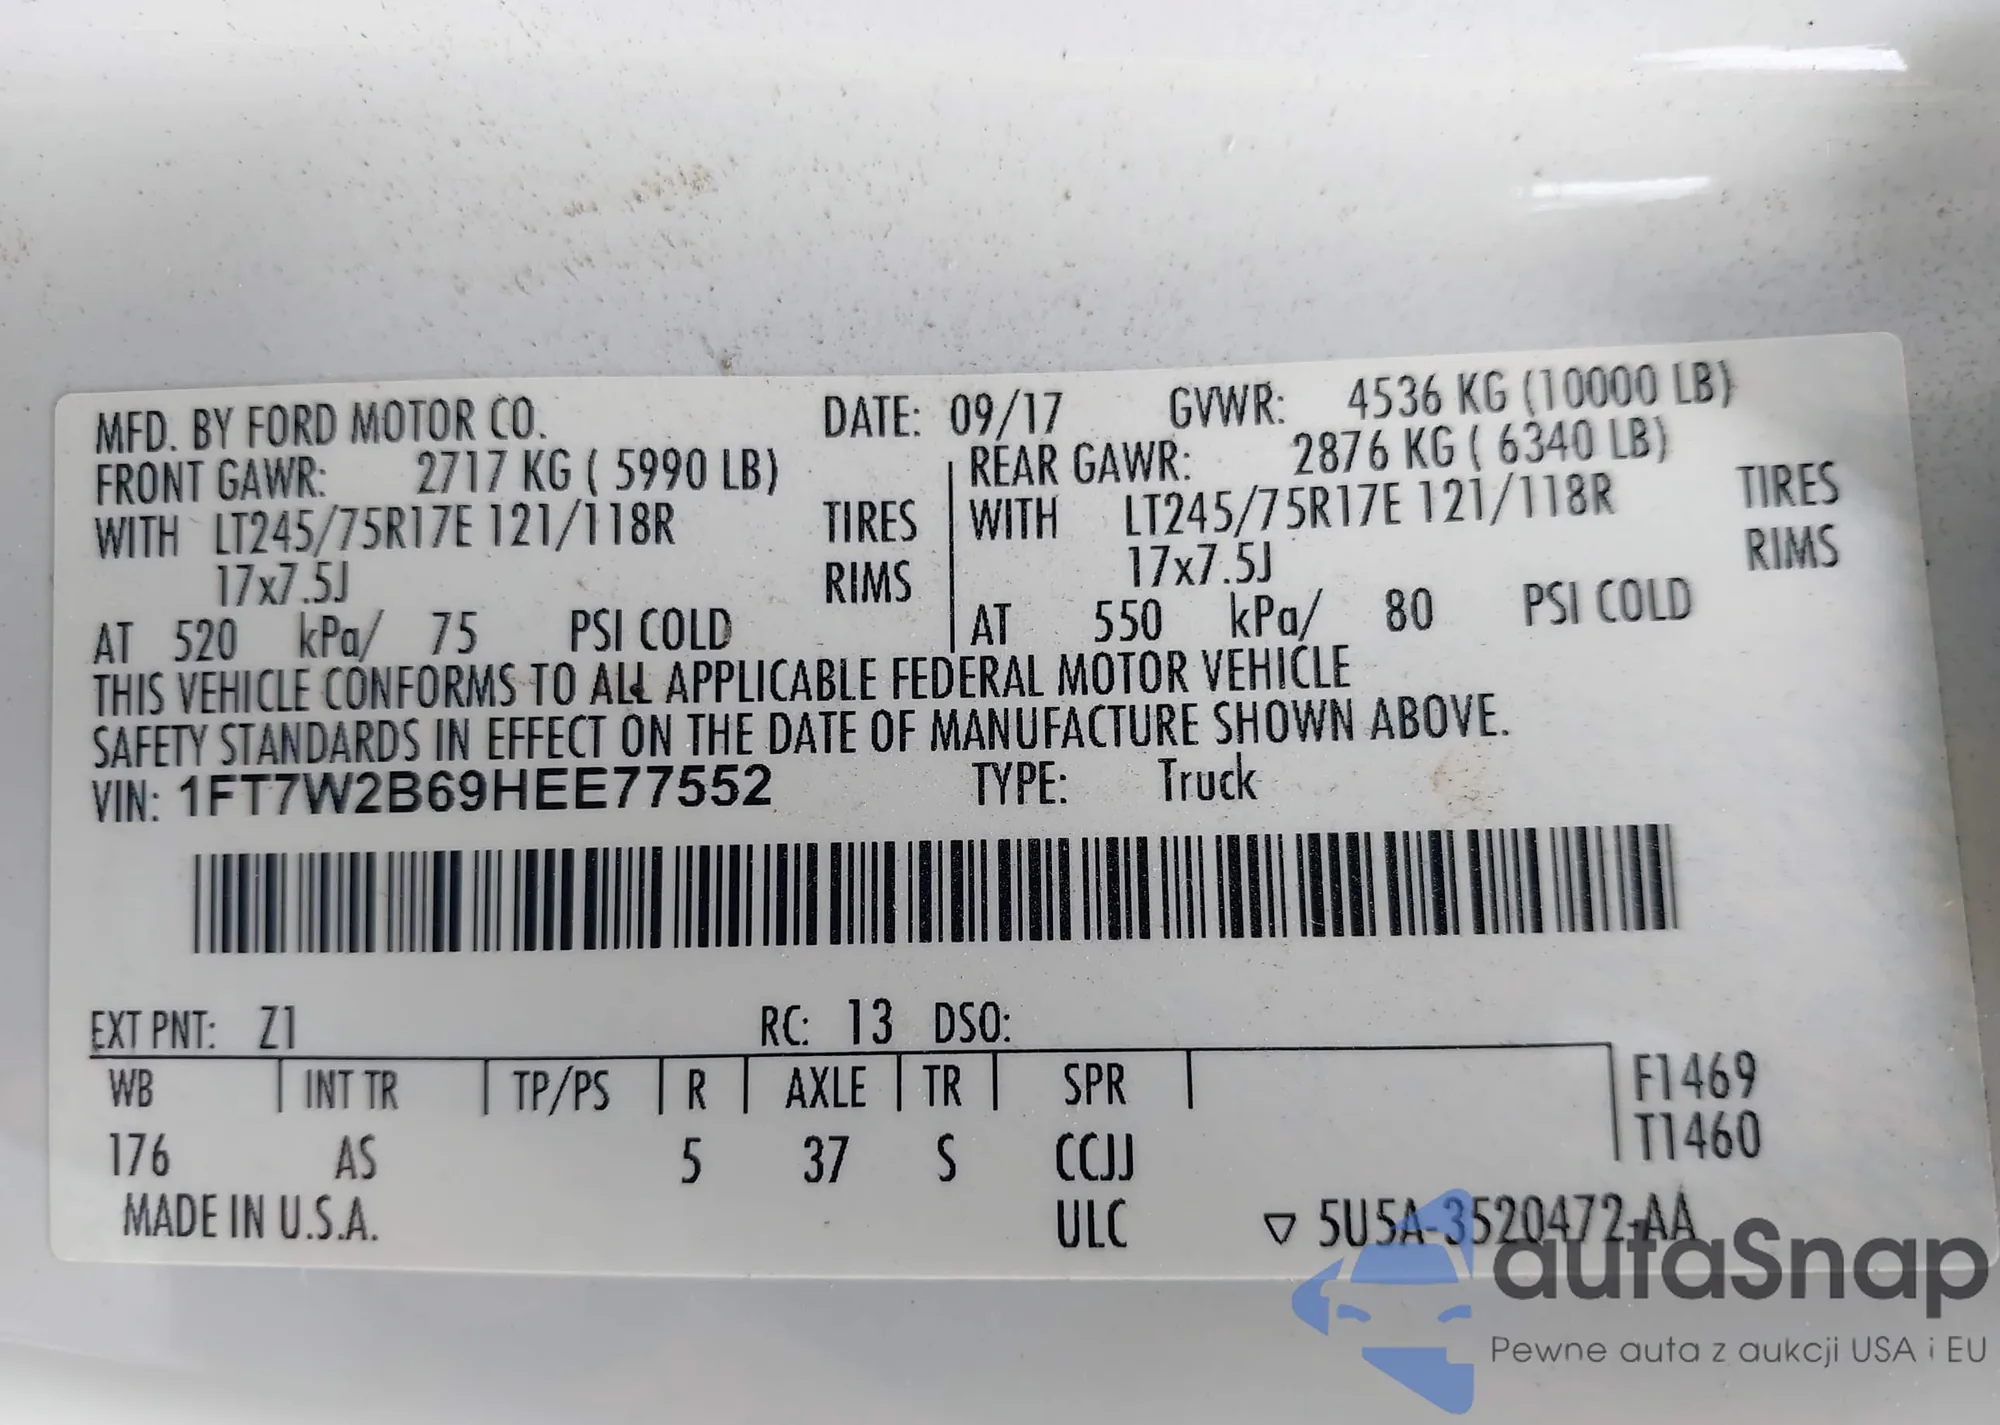 MFD. BY FORD MOTOR CO. DATE: 09/17 GVWR: 4536 KG (10000 LB)
FRONT GAWR: 2717 KG ( 5990 LB) REAR GAWR: 2876 KG ( 6340 LB)
WITH LT245/75R17E 121/118R TIRES WITH LT245/75R17E 121/118R TIRES
17x7.5J RIMS 17x7.5J RIMS
AT 520 kPa/ 75 PSI COLD AT 550 kPa/ 80 PSI COLD
THIS VEHICLE CONFORMS TO ALL APPLICABLE FEDERAL MOTOR VEHICLE
SAFETY STANDARDS IN EFFECT ON THE DATE OF MANUFACTURE SHOWN ABOVE.
VIN: 1FT7W2B69HEE77552 TYPE: Truck
EXT PNT: Z1 RC: 13 DSO:
WB INT TR TP/PS R AXLE TR SPR F1469
T1460
176 AS 5 37 S CCJJ
MADE IN U.S.A. ULC ▽ 5U5A-3520472-AA
autaSnap
Pewne auta z aukcji USA i EU